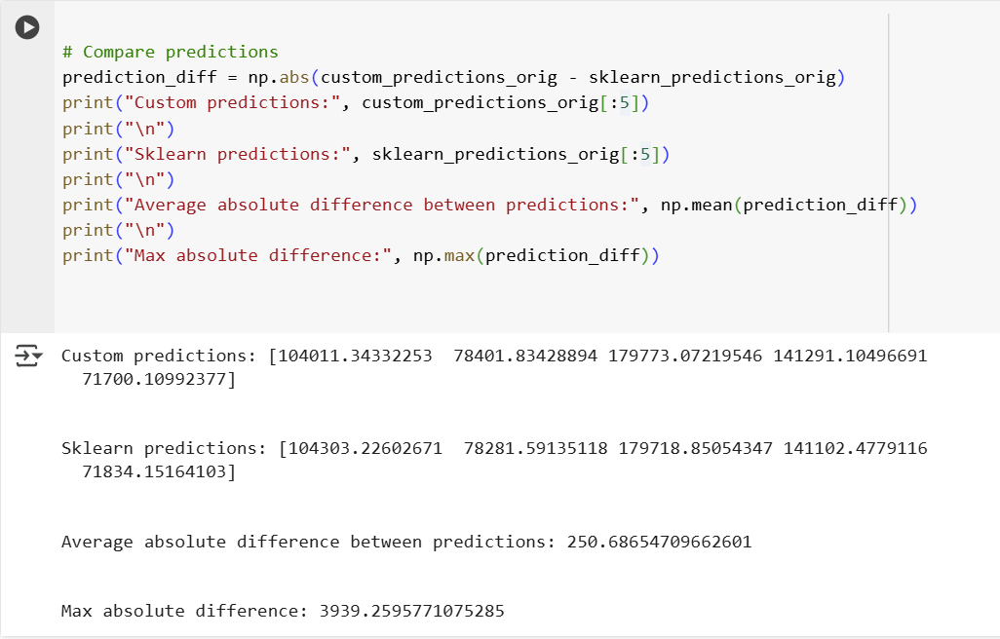 # Compare predictions
prediction_diff = np.abs(custom_predictions_orig - sklearn_predictions_orig)
print("Custom predictions:", custom_predictions_orig[:5])
print("\n")
print("Sklearn predictions:", sklearn_predictions_orig[:5])
print("\n")
print("Average absolute difference between predictions:", np.mean(prediction_diff))
print("\n")
print("Max absolute difference:", np.max(prediction_diff))
Custom predictions: [104011.34332253  78401.83428894 179773.07219546 141291.10496691
  71700.10992377]
Sklearn predictions: [104303.22602671  78281.59135118 179718.85054347 141102.4779116
  71834.15164103]
Average absolute difference between predictions: 250.68654709662601
Max absolute difference: 3939.2595771075285